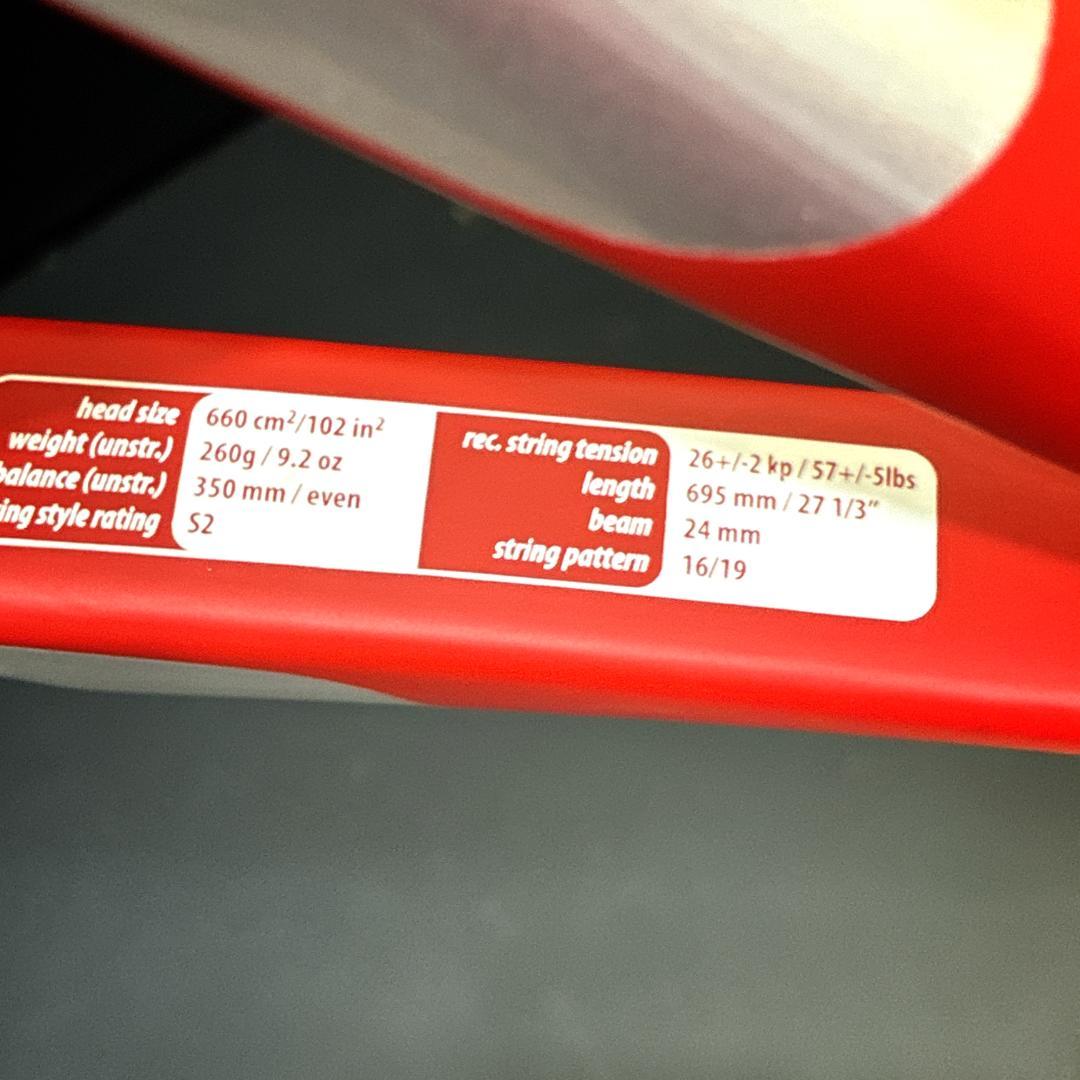 head size 660 cm²/102 in²
weight (unstr.) 260g / 9.2 oz
balance (unstr.) 350 mm / even
ing style rating S2
rec. string tension 26+/-2 kp / 57+/-5lbs
length 695 mm / 27 1/3"
beam 24 mm
string pattern 16/19